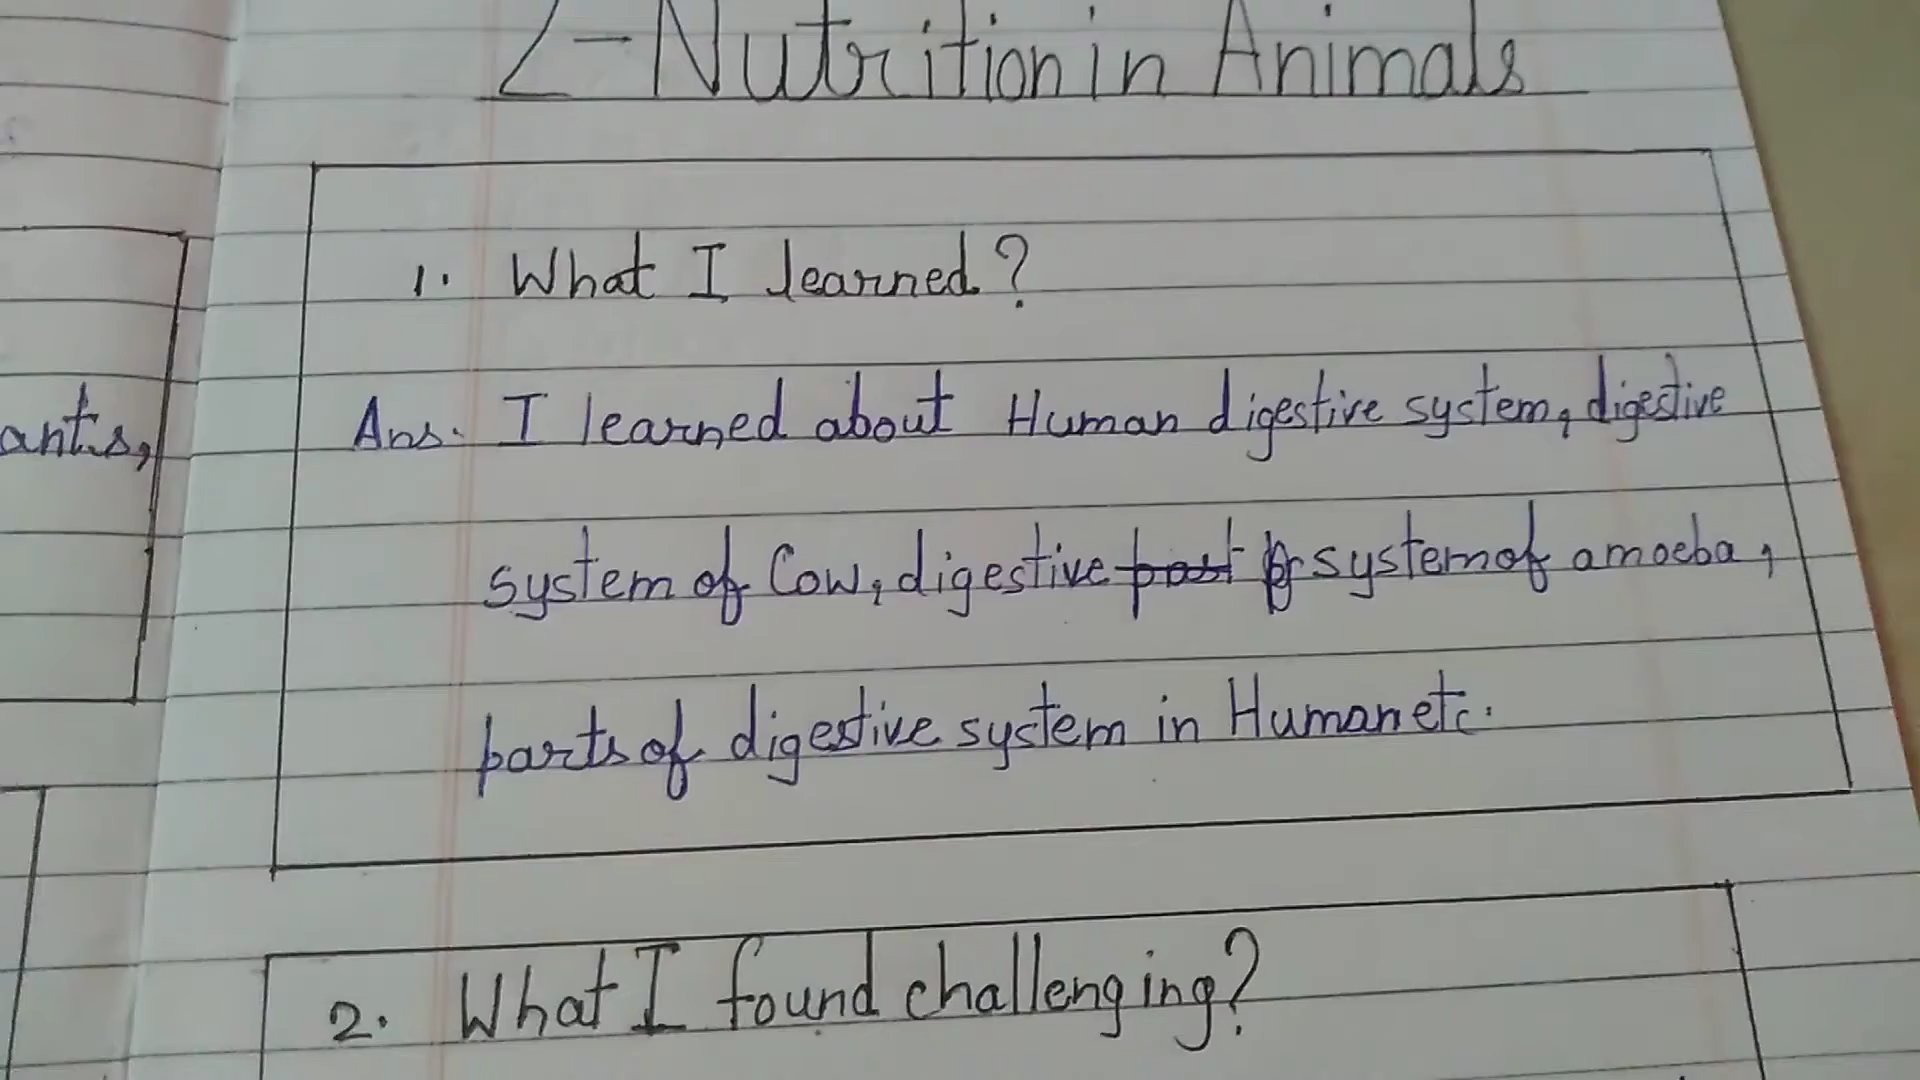 2-Nutrition in Animals
1. What I learned?
ants,
Ans. I learned about Human digestive system, digestive
system of Cow, digestive system of amoeba,
parts of digestive system in Human etc.
2. What I found challenging?